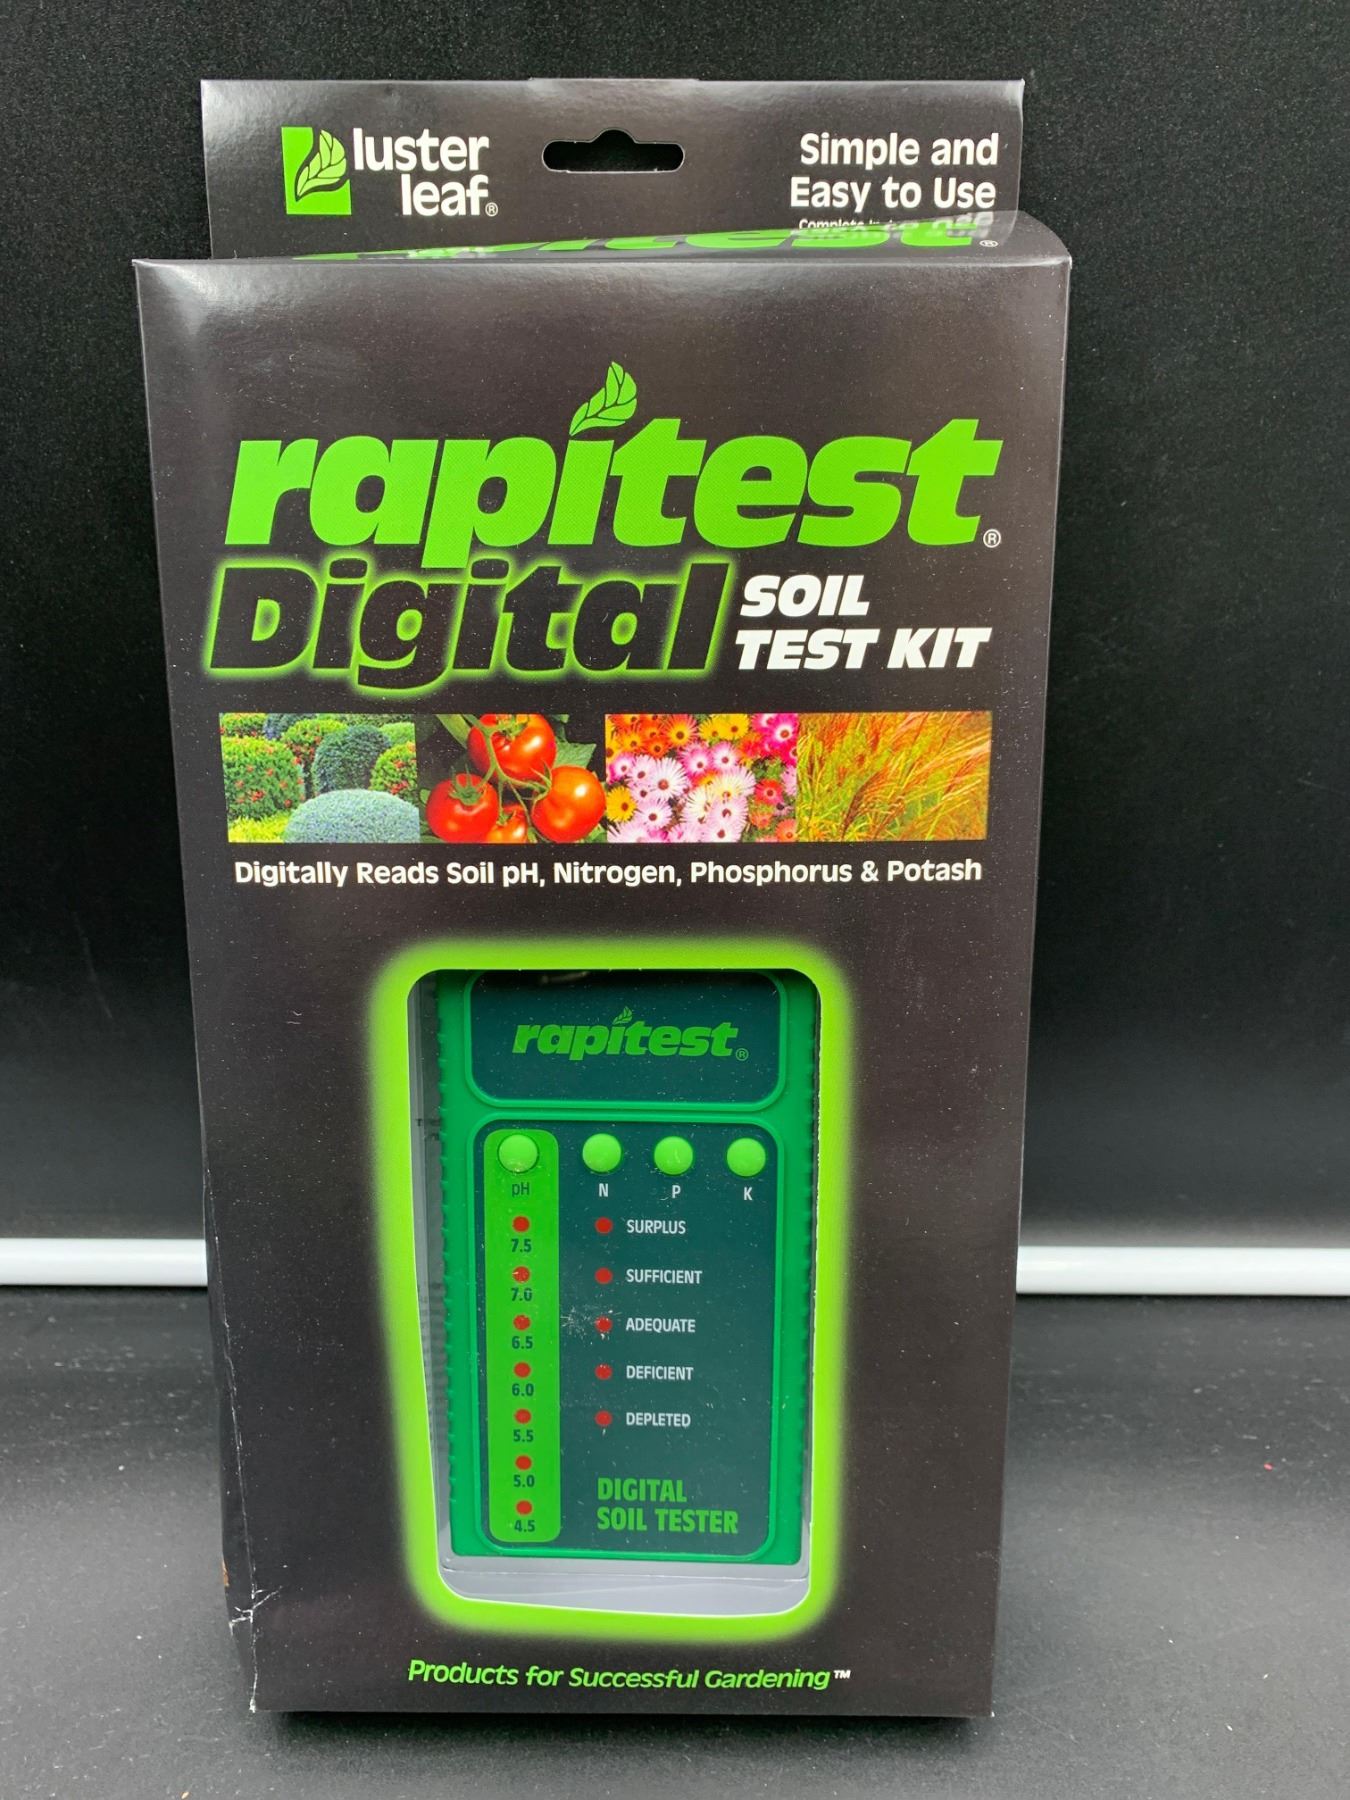 luster
leaf®
Simple and
Easy to Use
Complete
rapitest®
Digital
SOIL
TEST KIT
Digitally Reads Soil pH, Nitrogen, Phosphorus & Potash
rapitest®
pH N P K
7.5 SURPLUS
7.0 SUFFICIENT
6.5 ADEQUATE
6.0 DEFICIENT
5.5 DEPLETED
5.0
4.5
DIGITAL
SOIL TESTER
Products for Successful Gardening™